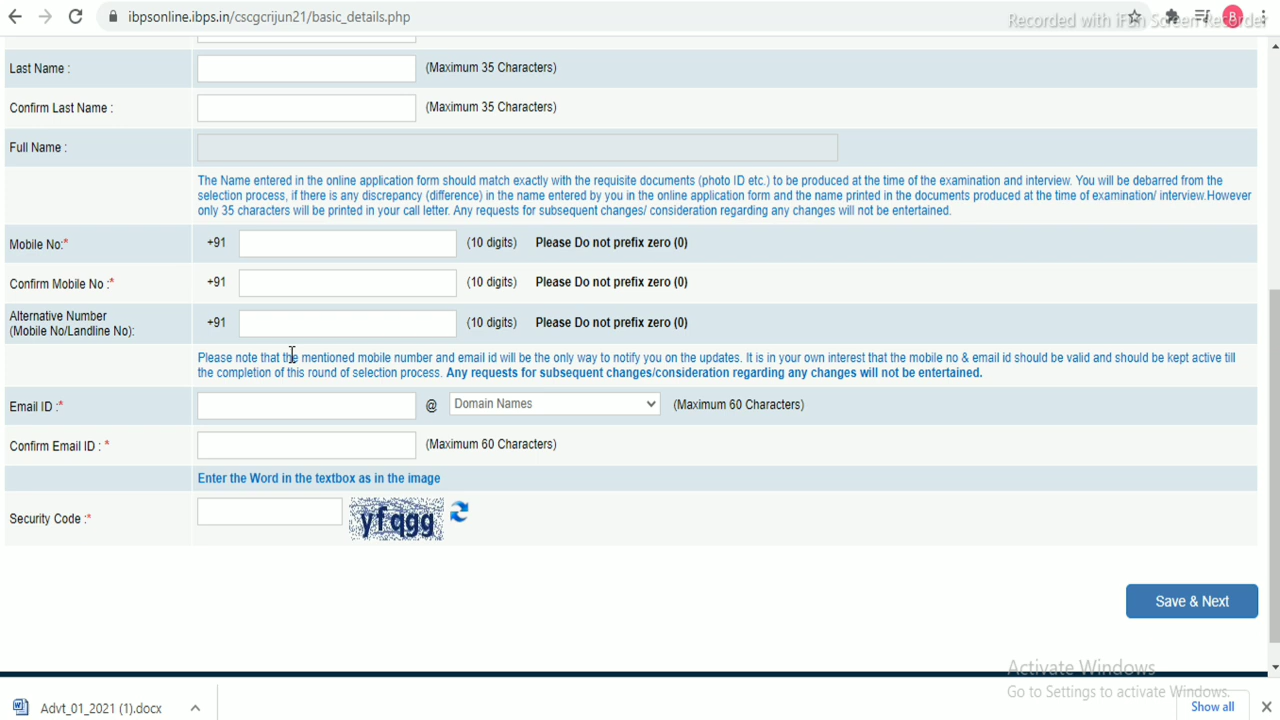 ibpsonline.ibps.in/cscgcrijun21/basic_details.php
B
Recorded with iFun Screen Recorder
Last Name :
(Maximum 35 Characters)
Confirm Last Name :
(Maximum 35 Characters)
Full Name :
The Name entered in the online application form should match exactly with the requisite documents (photo ID etc.) to be produced at the time of the examination and interview. You will be debarred from the
selection process, if there is any discrepancy (difference) in the name entered by you in the online application form and the name printed in the documents produced at the time of examination/ interview.However
only 35 characters will be printed in your call letter. Any requests for subsequent changes/ consideration regarding any changes will not be entertained.
Mobile No:* +91 (10 digits) Please Do not prefix zero (0)
Confirm Mobile No :* +91 (10 digits) Please Do not prefix zero (0)
Alternative Number
(Mobile No/Landline No): +91 (10 digits) Please Do not prefix zero (0)
Please note that the mentioned mobile number and email id will be the only way to notify you on the updates. It is in your own interest that the mobile no & email id should be valid and should be kept active till
the completion of this round of selection process. Any requests for subsequent changes/consideration regarding any changes will not be entertained.
Email ID :* @ Domain Names (Maximum 60 Characters)
Confirm Email ID : * (Maximum 60 Characters)
Enter the Word in the textbox as in the image
Security Code :* yfqgg
Save & Next
Activate Windows
Go to Settings to activate Windows.
Advt_01_2021 (1).docx
Show all